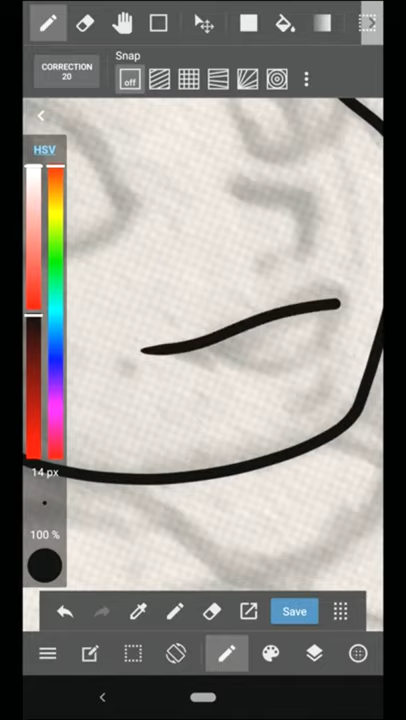 Snap
CORRECTION
20
off
HSV
14 px
100 %
Save